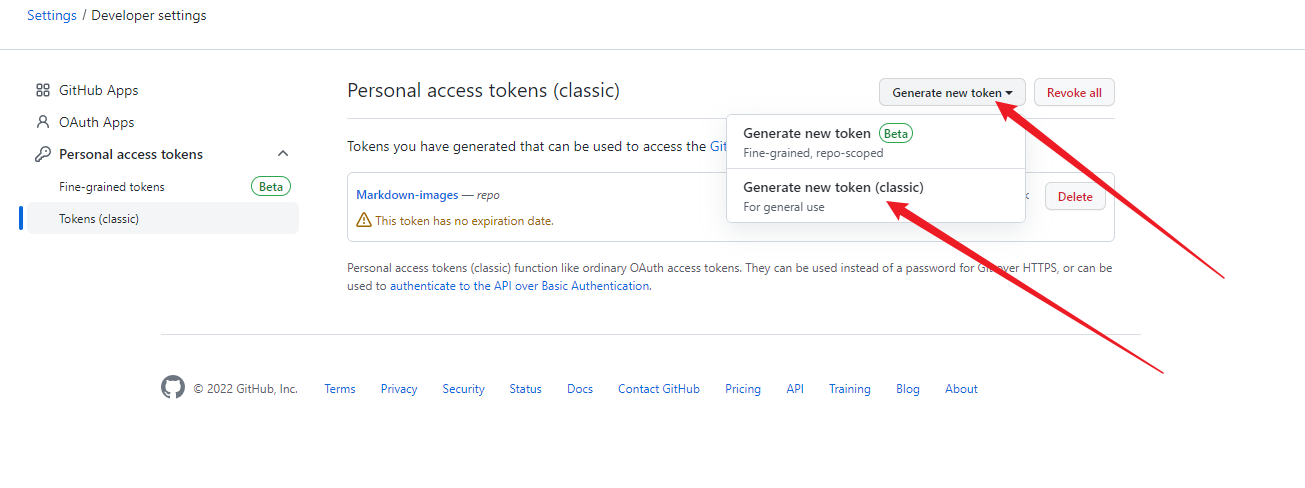 Settings / Developer settings
GitHub Apps
OAuth Apps
Personal access tokens
Fine-grained tokens Beta
Tokens (classic)
Personal access tokens (classic)
Generate new token
Revoke all
Generate new token Beta
Fine-grained, repo-scoped
Generate new token (classic)
For general use
Tokens you have generated that can be used to access the
Markdown-images — repo
Delete
This token has no expiration date.
Personal access tokens (classic) function like ordinary OAuth access tokens. They can be used instead of a password for Git over HTTPS, or can be
used to authenticate to the API over Basic Authentication.
© 2022 GitHub, Inc. Terms Privacy Security Status Docs Contact GitHub Pricing API Training Blog About